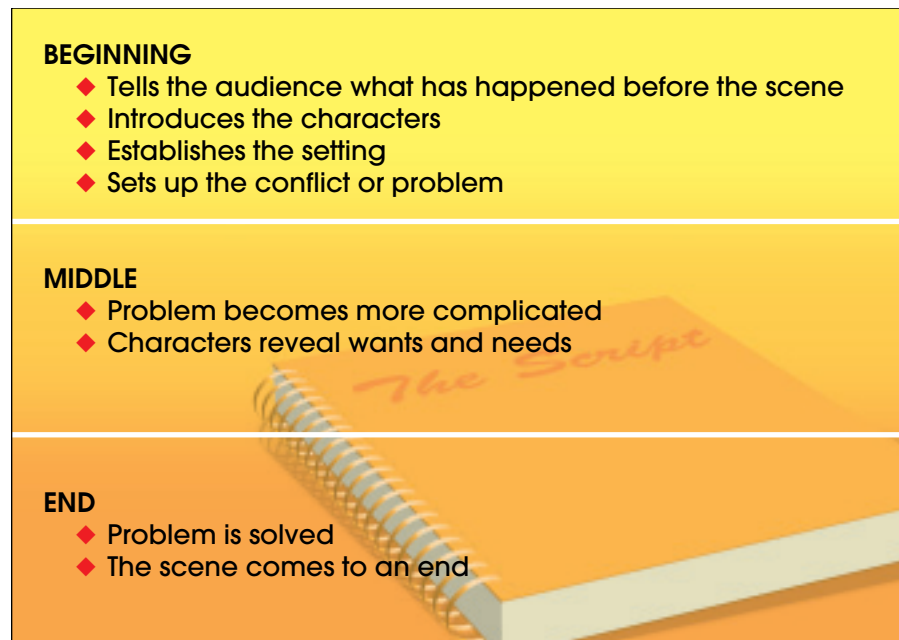 BEGINNING
◆ Tells the audience what has happened before the scene
◆ Introduces the characters
◆ Establishes the setting
◆ Sets up the conflict or problem
MIDDLE
◆ Problem becomes more complicated
◆ Characters reveal wants and needs
The Script
END
◆ Problem is solved
◆ The scene comes to an end